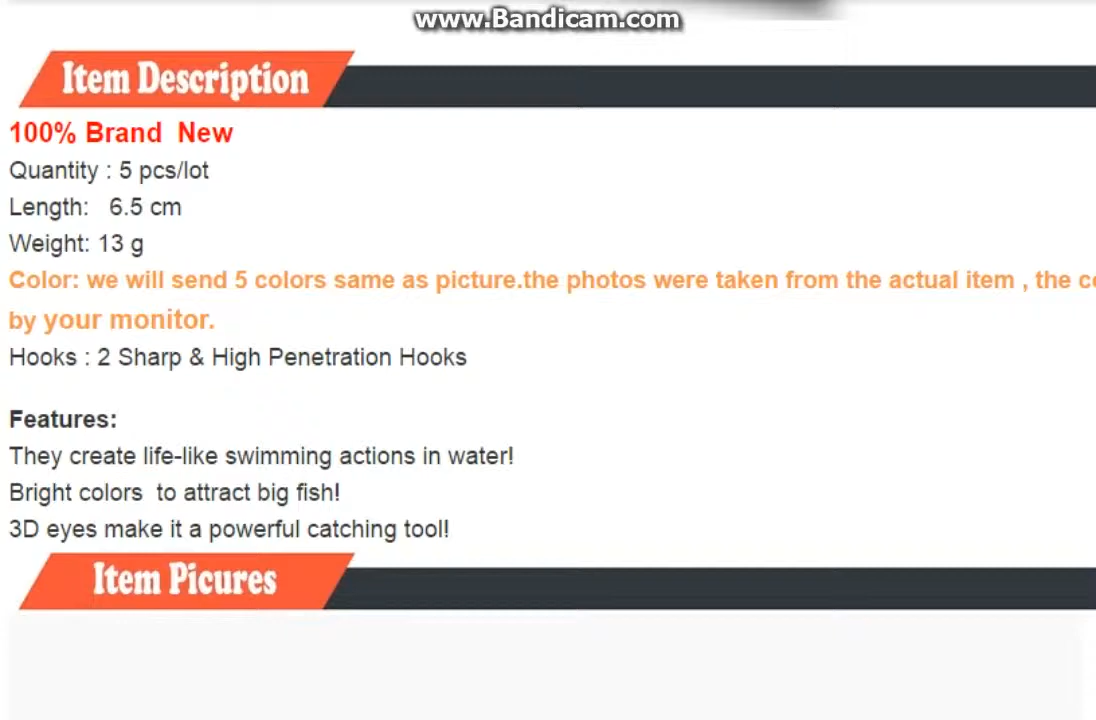 www.Bandicam.com
Item Description
100% Brand  New
Quantity : 5 pcs/lot
Length:   6.5 cm
Weight: 13 g
Color: we will send 5 colors same as picture.the photos were taken from the actual item , the
by your monitor.
Hooks : 2 Sharp & High Penetration Hooks
Features:
They create life-like swimming actions in water!
Bright colors  to attract big fish!
3D eyes make it a powerful catching tool!
Item Picures